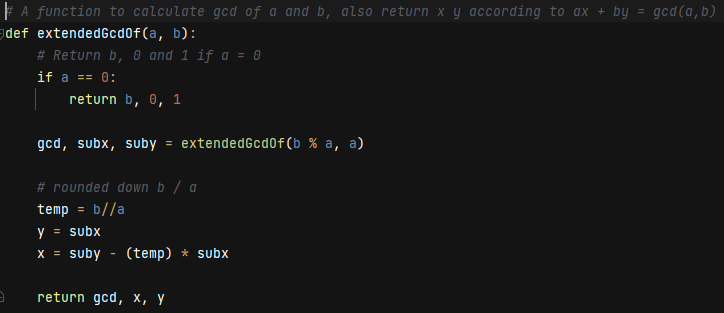 # A function to calculate gcd of a and b, also return x y according to ax + by = gcd(a,b)
def extendedGcdOf(a, b):
    # Return b, 0 and 1 if a = 0
    if a == 0:
        return b, 0, 1
    gcd, subx, suby = extendedGcdOf(b % a, a)
    # rounded down b / a
    temp = b//a
    y = subx
    x = suby - (temp) * subx
    return gcd, x, y